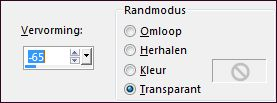 Randmodus
Vervorming:
-65
Omloop
Herhalen
Kleur
Transparant